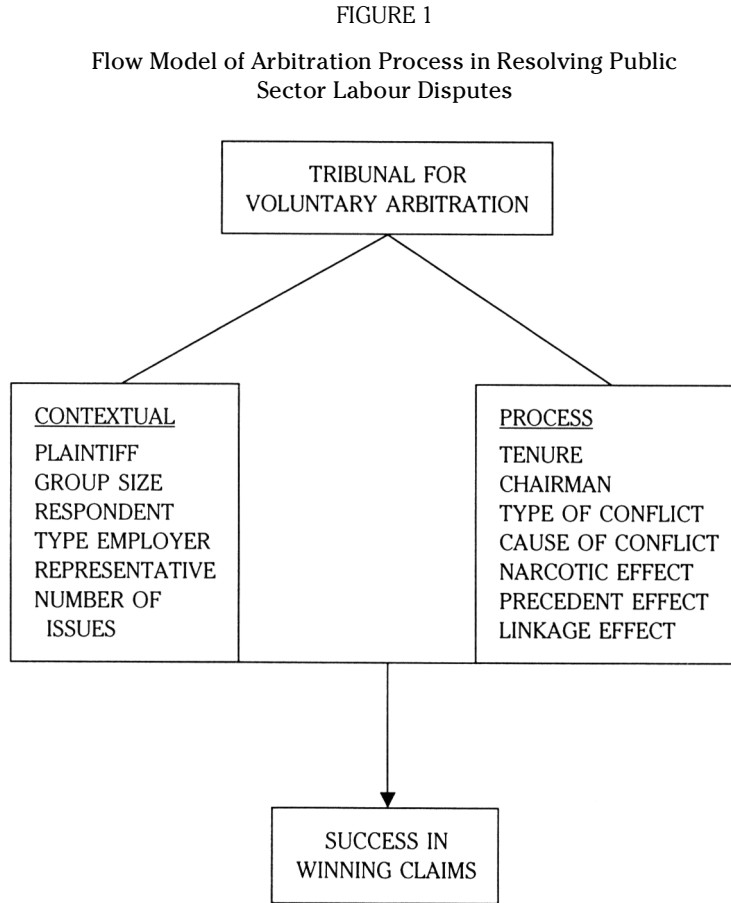 FIGURE 1
Flow Model of Arbitration Process in Resolving Public
Sector Labour Disputes
TRIBUNAL FOR
VOLUNTARY ARBITRATION
CONTEXTUAL
PLAINTIFF
GROUP SIZE
RESPONDENT
TYPE EMPLOYER
REPRESENTATIVE
NUMBER OF
ISSUES
PROCESS
TENURE
CHAIRMAN
TYPE OF CONFLICT
CAUSE OF CONFLICT
NARCOTIC EFFECT
PRECEDENT EFFECT
LINKAGE EFFECT
SUCCESS IN
WINNING CLAIMS